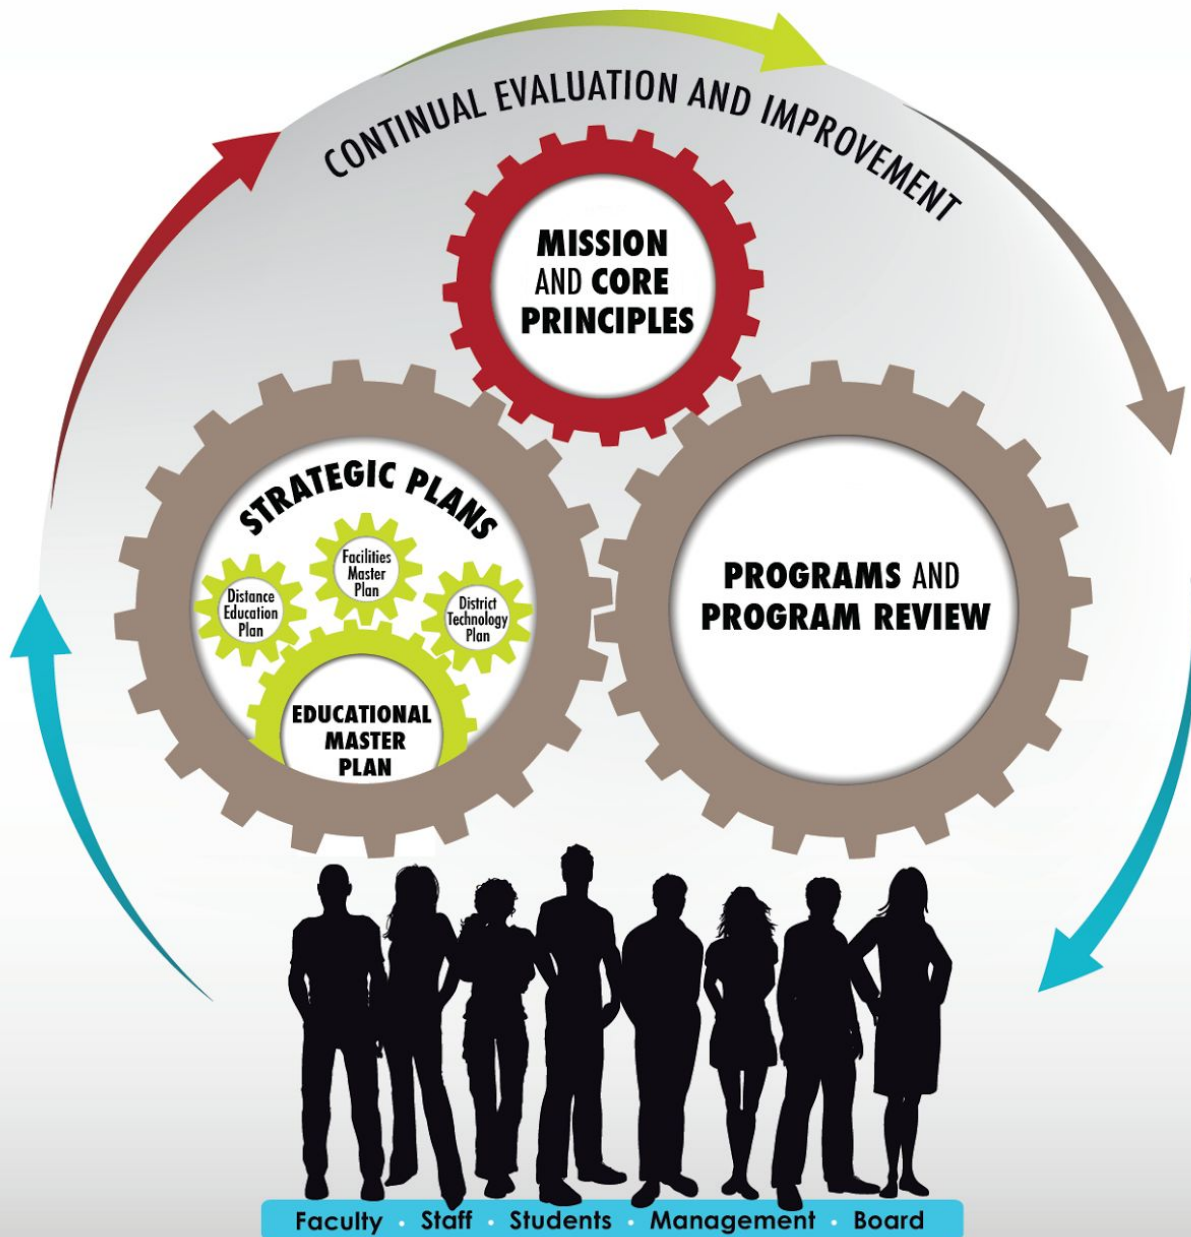 CONTINUAL EVALUATION AND IMPROVEMENT
MISSION
AND CORE
PRINCIPLES
STRATEGIC PLANS
Facilities
Master
Plan
Distance
Education
Plan
District
Technology
Plan
EDUCATIONAL
MASTER
PLAN
PROGRAMS AND
PROGRAM REVIEW
Faculty · Staff · Students · Management · Board